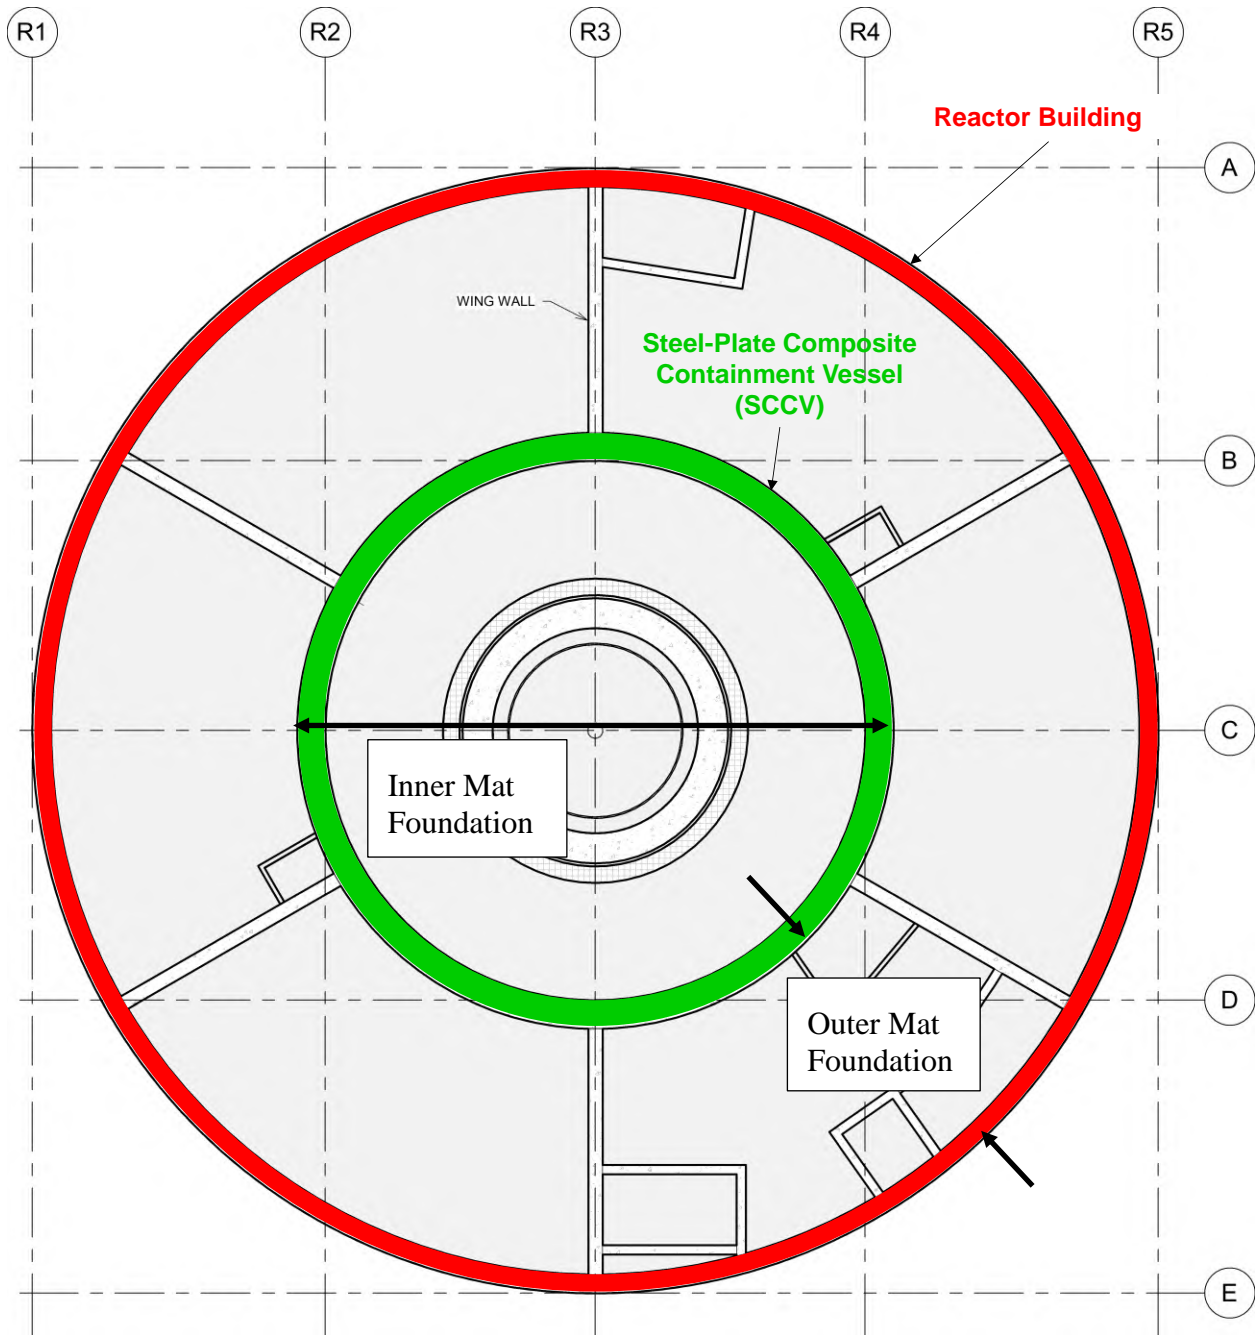 R1 R2 R3 R4 R5
Reactor Building
A
WING WALL
Steel-Plate Composite
Containment Vessel
(SCCV)
B
C
Inner Mat
Foundation
D
Outer Mat
Foundation
E